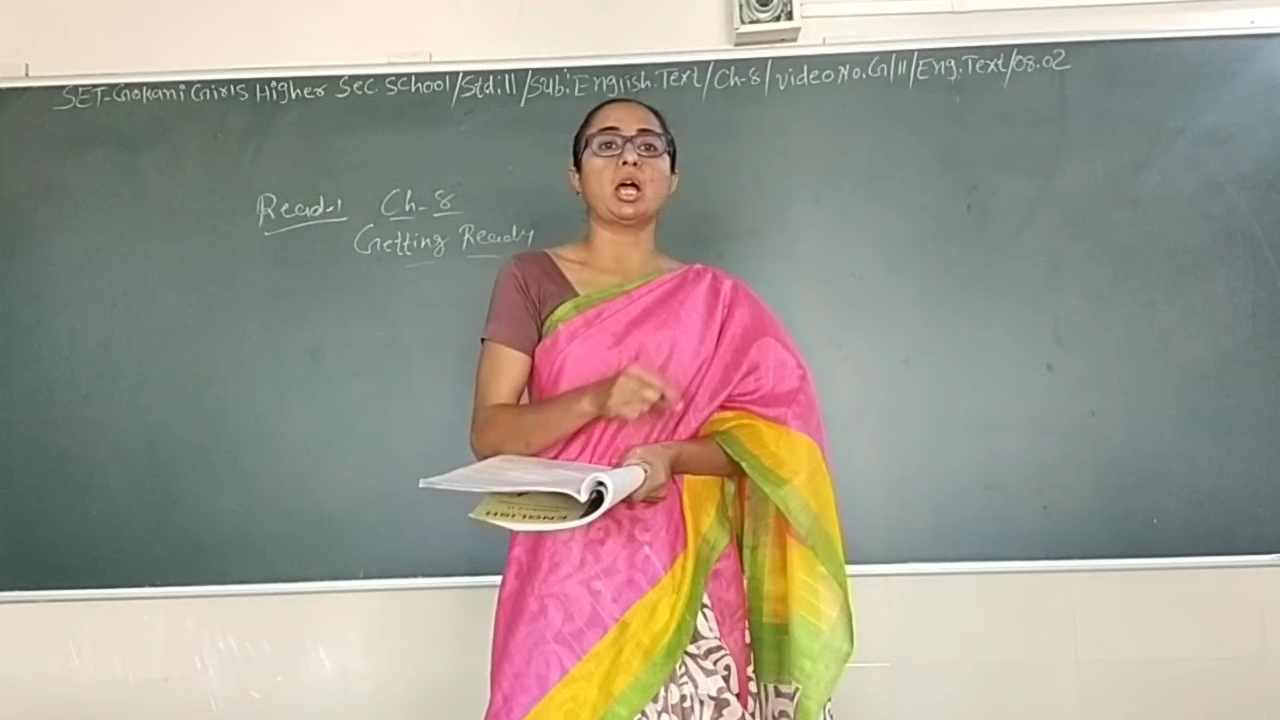 SET-Gokani Girls Higher Sec. School/Std:11/Sub:English.Text/Ch-8/Video No.G/11/Eng.Text/08.02
Read-1 Ch-8
Getting Ready
ENGLISH